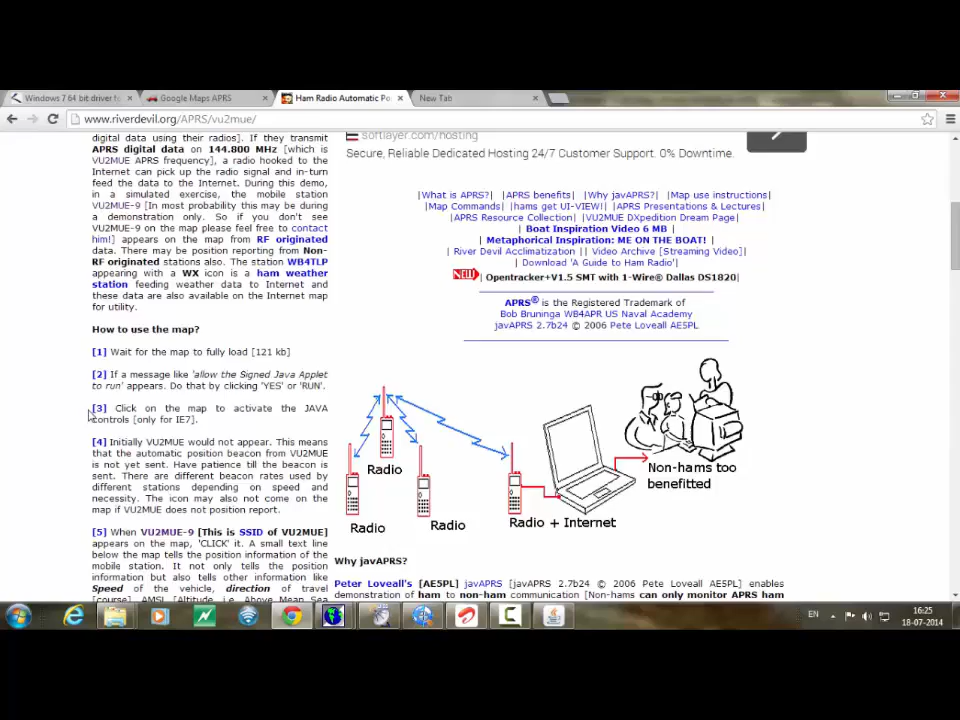 Windows 7 64 bit driver fo
Google Maps APRS
Ham Radio Automatic Po
New Tab
www.riverdevil.org/APRS/vu2mue/
digital data using their radios]. If they transmit
APRS digital data on 144.800 MHz [which is
VU2MUE APRS frequency], a radio hooked to the
Internet can pick up the radio signal and in-turn
feed the data to the Internet. During this demo,
in a simulated exercise, the mobile station
VU2MUE-9 [In most probability this may be during
a demonstration only. So if you don't see
VU2MUE-9 on the map please feel free to contact
him!] appears on the map from RF originated
data. There may be position reporting from Non-
RF originated stations also. The station WB4TLP
appearing with a WX icon is a ham weather
station feeding weather data to Internet and
these data are also available on the Internet map
for utility.
How to use the map?
[1] Wait for the map to fully load [121 kb]
[2] If a message like 'allow the Signed Java Applet
to run' appears. Do that by clicking 'YES' or 'RUN'.
[3] Click on the map to activate the JAVA
controls [only for IE7].
[4] Initially VU2MUE would not appear. This means
that the automatic position beacon from VU2MUE
is not yet sent. Have patience till the beacon is
sent. There are different beacon rates used by
different stations depending on speed and
necessity. The icon may also not come on the
map if VU2MUE does not position report.
[5] When VU2MUE-9 [This is SSID of VU2MUE]
appears on the map, 'CLICK' it. A small text line
below the map tells the position information of the
mobile station. It not only tells the position
information but also tells other information like
Speed of the vehicle, direction of travel
[course], AMSL [Altitude, i.e. Above Mean Sea
softlayer.com/hosting
Secure, Reliable Dedicated Hosting 24/7 Customer Support. 0% Downtime.
|What is APRS?| |APRS benefits| |Why javAPRS?| |Map use instructions|
|Map Commands| |hams get UI-VIEW!| |APRS Presentations & Lectures|
|APRS Resource Collection| |VU2MUE DXpedition Dream Page|
| Boat Inspiration Video 6 MB |
| Metaphorical Inspiration: ME ON THE BOAT! |
| River Devil Acclimatization || Video Archive [Streaming Video]|
| Download 'A Guide to Ham Radio'|
NEW | Opentracker+V1.5 SMT with 1-Wire® Dallas DS1820|
APRS® is the Registered Trademark of
Bob Bruninga WB4APR US Naval Academy
javAPRS 2.7b24 © 2006 Pete Loveall AE5PL
Radio
Radio
Radio
Radio + Internet
Non-hams too
benefitted
Why javAPRS?
Peter Loveall's [AE5PL] javAPRS [javAPRS 2.7b24 © 2006 Pete Loveall AE5PL] enables
demonstration of ham to non-ham communication [Non-hams can only monitor APRS ham
EN
16:25
18-07-2014